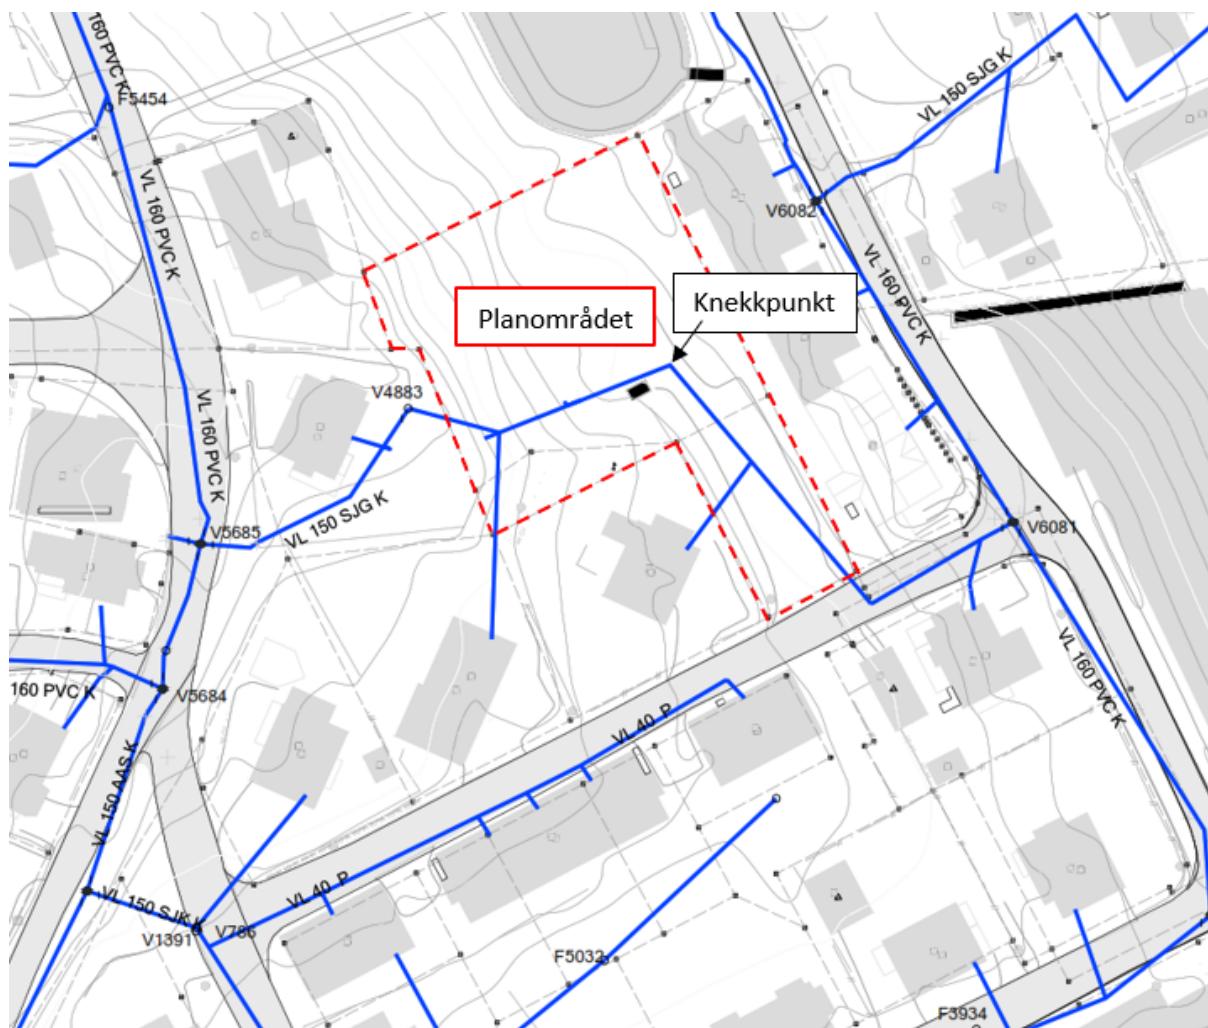 160 PVC K
F5454
VL 150 SJG K
VL 160 PVC K
V6082
VL 160 PVC K
Planområdet
Knekkpunkt
V4883
VL 160 PVC K
VL 150 SJG K
V5685
V6081
160 PVC K
V5684
VL 160 PVC K
VL 40 P
VL 150 AAS K
VL 40 P
VL 150 SJK K
V1391
V786
F5032
F3934